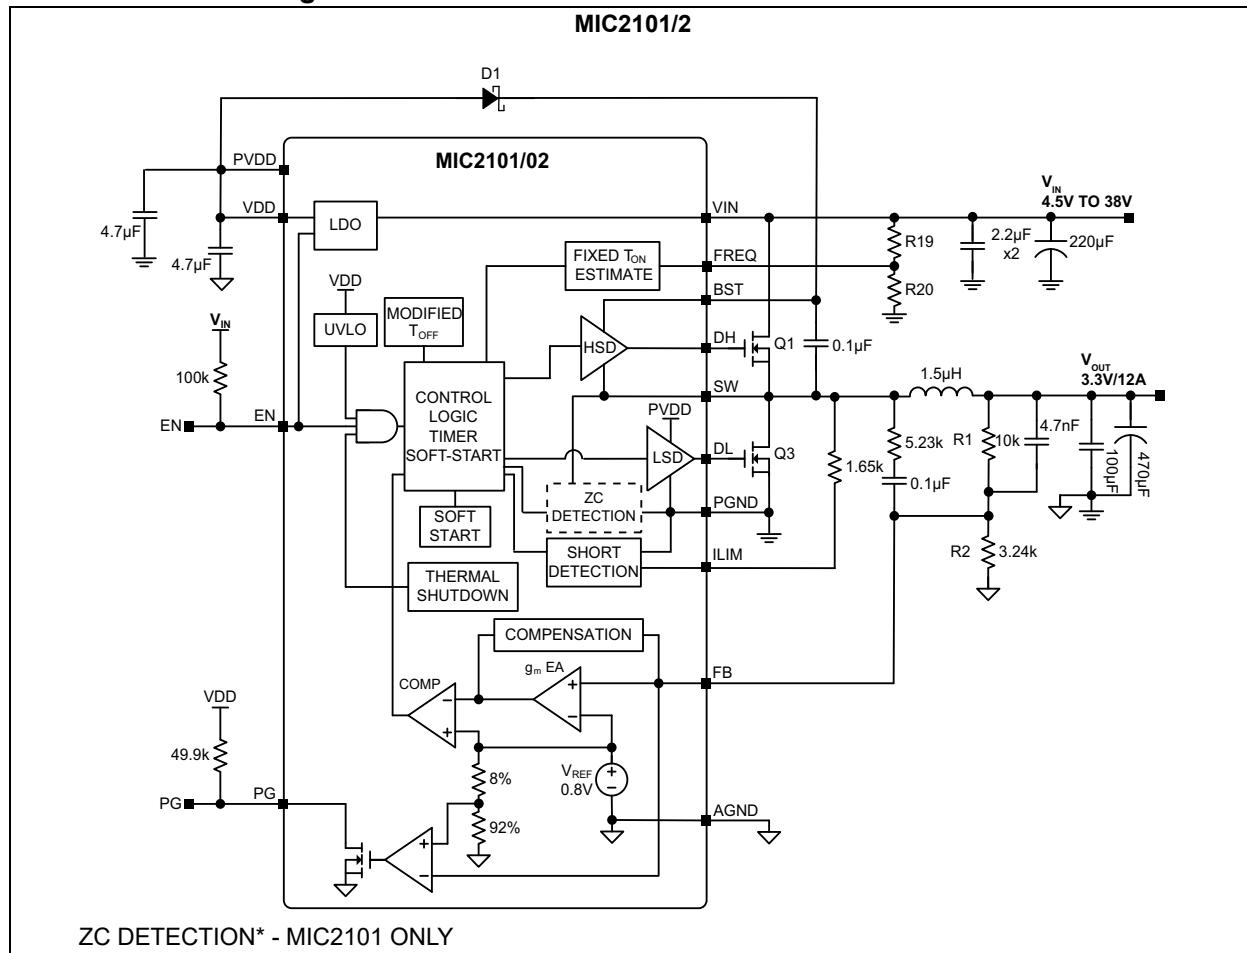 MIC2101/2
D1
MIC2101/02
PVDD
4.7µF
VDD
4.7µF
LDO
VIN
V_IN
4.5V TO 38V
FIXED T_ON
ESTIMATE
FREQ
R19
R20
2.2µF
x2
220µF
VDD
UVLO
MODIFIED
T_OFF
BST
V_IN
100k
HSD
DH
Q1
0.1µF
CONTROL
LOGIC
TIMER
SOFT-START
SW
1.5µH
V_OUT
3.3V/12A
EN
EN
PVDD
LSD
DL
Q3
1.65k
5.23k
0.1µF
R1
10k
4.7nF
100µF
470µF
ZC
DETECTION
PGND
SOFT
START
SHORT
DETECTION
ILIM
R2
3.24k
THERMAL
SHUTDOWN
COMPENSATION
g_m EA
COMP
+
−
−
+
FB
VDD
49.9k
8%
V_REF
0.8V
+
−
PG
PG
92%
AGND
+
−
ZC DETECTION* - MIC2101 ONLY